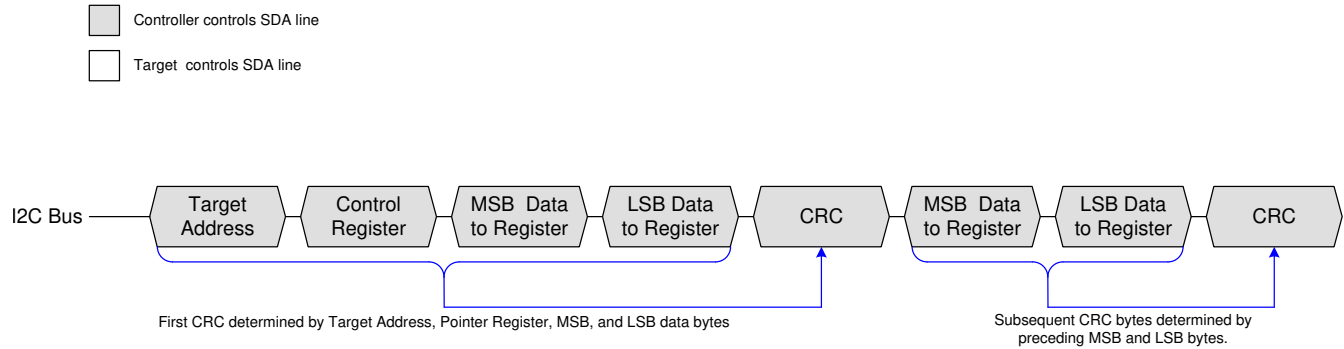 Controller controls SDA line
Target controls SDA line
I2C Bus
Target
Address
Control
Register
MSB Data
to Register
LSB Data
to Register
CRC
MSB Data
to Register
LSB Data
to Register
CRC
First CRC determined by Target Address, Pointer Register, MSB, and LSB data bytes
Subsequent CRC bytes determined by
preceding MSB and LSB bytes.